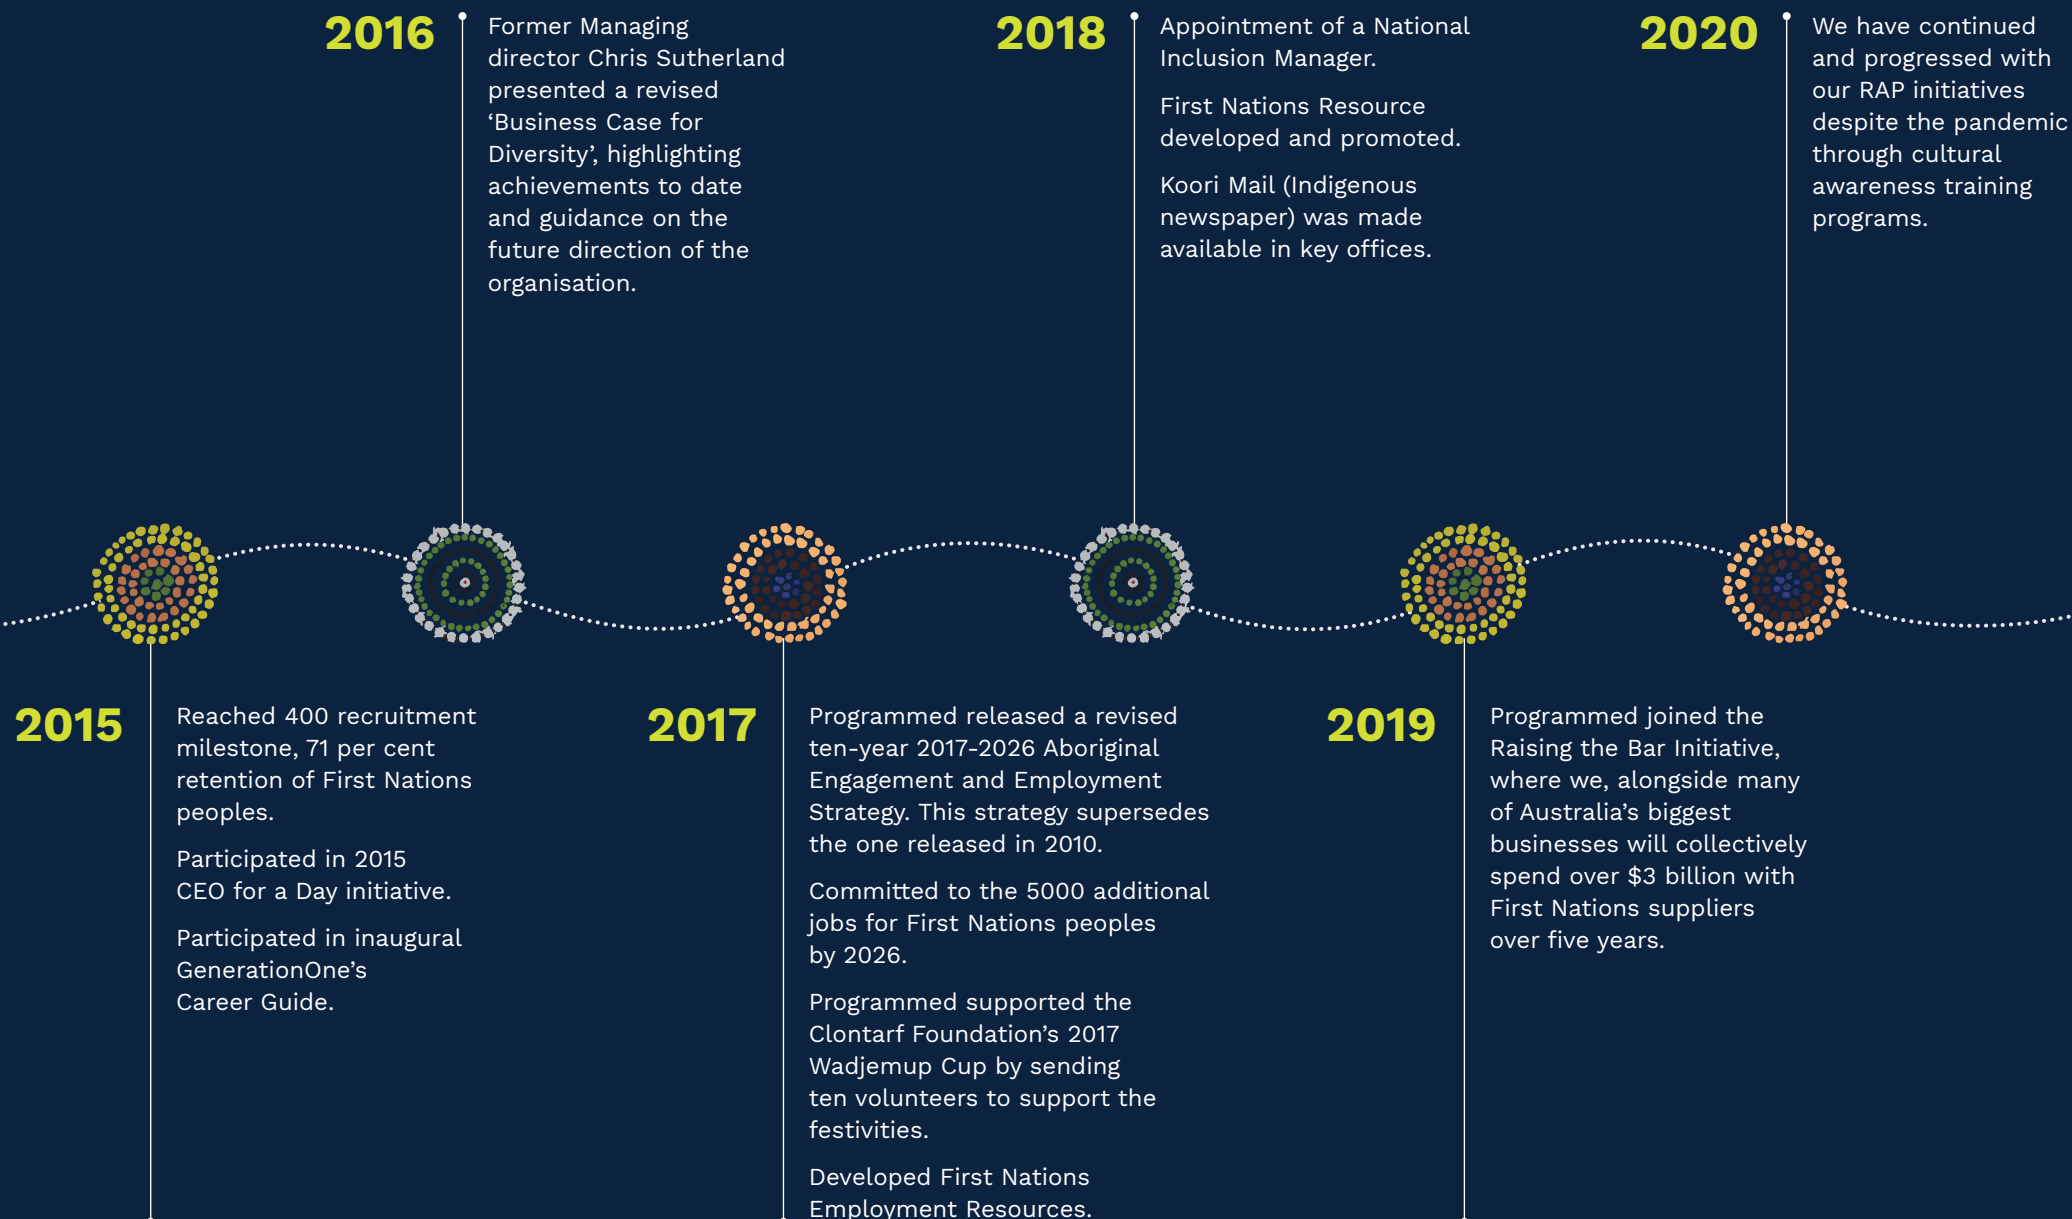 2016
Former Managing
director Chris Sutherland
presented a revised
‘Business Case for
Diversity’, highlighting
achievements to date
and guidance on the
future direction of the
organisation.
2018
Appointment of a National
Inclusion Manager.
First Nations Resource
developed and promoted.
Koori Mail (Indigenous
newspaper) was made
available in key offices.
2020
We have continued
and progressed with
our RAP initiatives
despite the pandemic
through cultural
awareness training
programs.
2015
Reached 400 recruitment
milestone, 71 per cent
retention of First Nations
peoples.
Participated in 2015
CEO for a Day initiative.
Participated in inaugural
GenerationOne’s
Career Guide.
2017
Programmed released a revised
ten-year 2017-2026 Aboriginal
Engagement and Employment
Strategy. This strategy supersedes
the one released in 2010.
Committed to the 5000 additional
jobs for First Nations peoples
by 2026.
Programmed supported the
Clontarf Foundation’s 2017
Wadjemup Cup by sending
ten volunteers to support the
festivities.
Developed First Nations
Employment Resources.
2019
Programmed joined the
Raising the Bar Initiative,
where we, alongside many
of Australia’s biggest
businesses will collectively
spend over $3 billion with
First Nations suppliers
over five years.